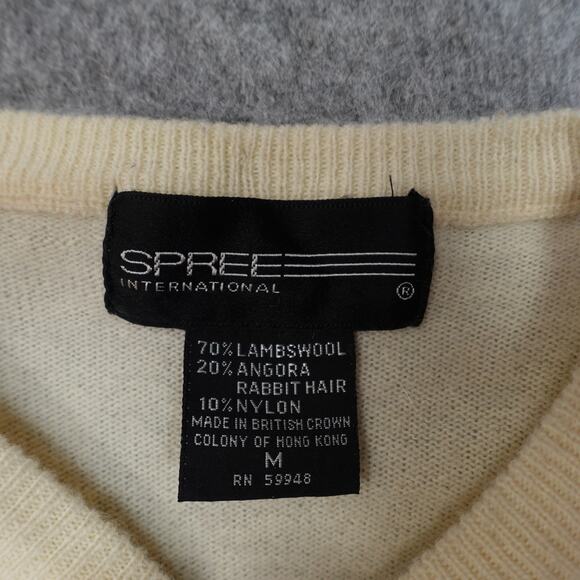 SPREE
INTERNATIONAL
®
70% LAMBSWOOL
20% ANGORA
RABBIT HAIR
10% NYLON
MADE IN BRITISH CROWN
COLONY OF HONG KONG
M
RN 59948